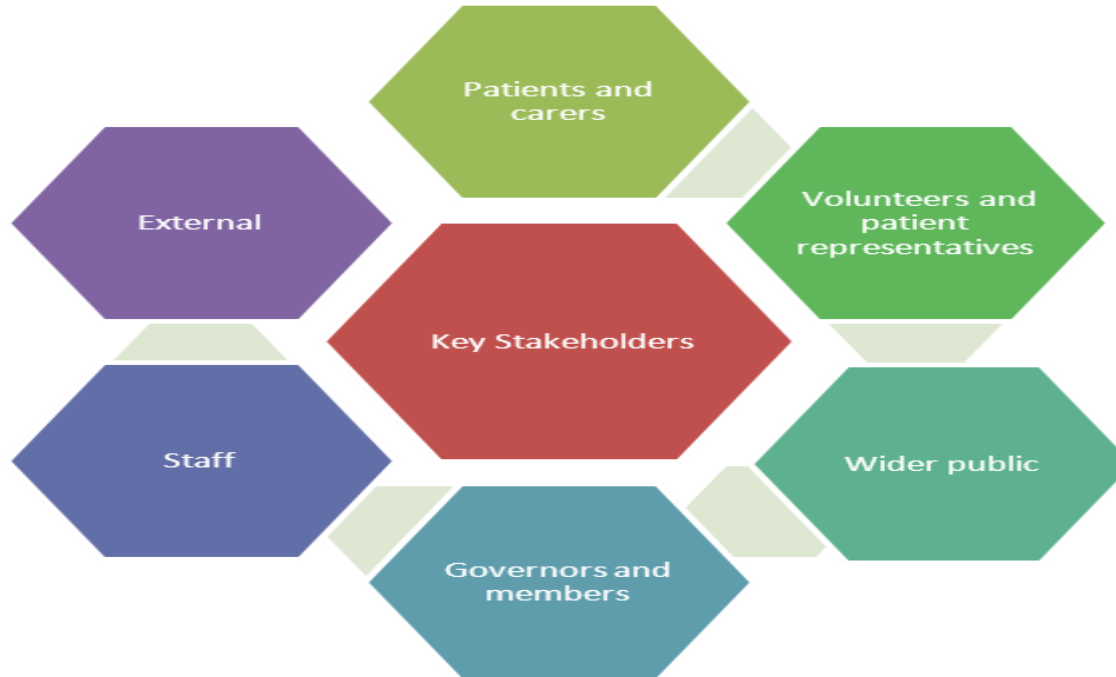 Patients and
carers
Volunteers and
patient
representatives
External
Key Stakeholders
Staff
Wider public
Governors and
members